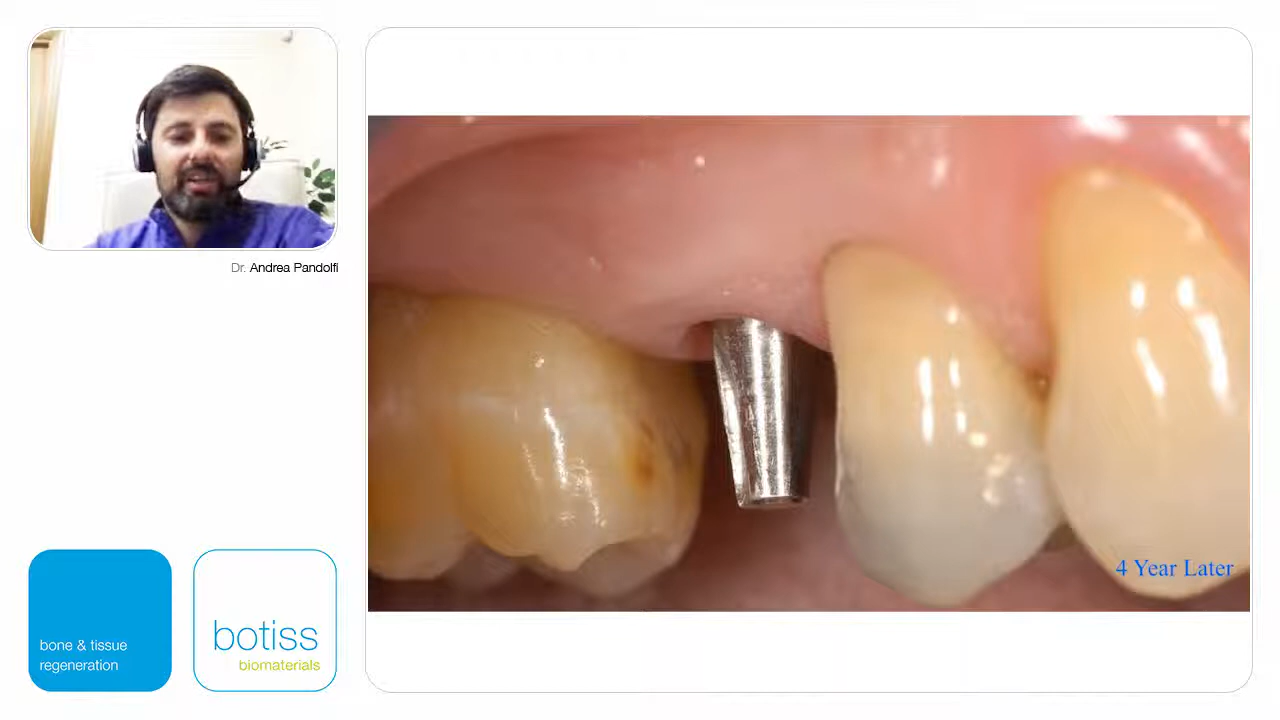 Dr. Andrea Pandolfi
4 Year Later
bone & tissue
regeneration
botiss
biomaterials